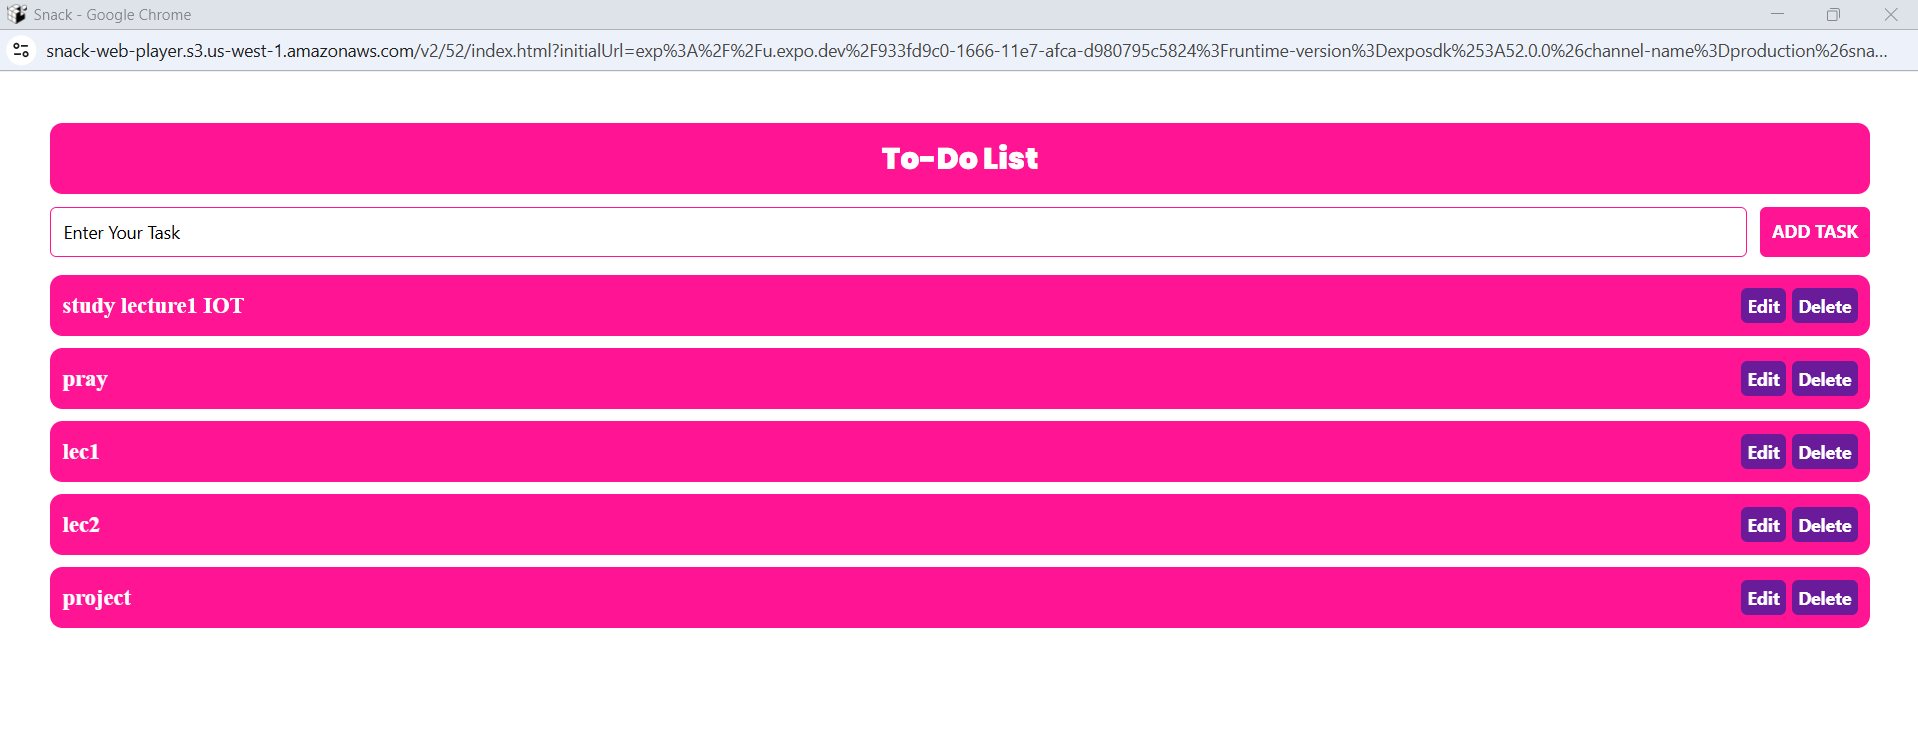 Snack - Google Chrome
snack-web-player.s3.us-west-1.amazonaws.com/v2/52/index.html?initialUrl=exp%3A%2F%2Fu.expo.dev%2F933fd9c0-1666-11e7-afca-d980795c5824%3Fruntime-version%3Dexposdk%253A52.0.0%26channel-name%3Dproduction%26sna...
To-Do List
Enter Your Task
ADD TASK
study lecture1 IOT
Edit Delete
pray
Edit Delete
lec1
Edit Delete
lec2
Edit Delete
project
Edit Delete